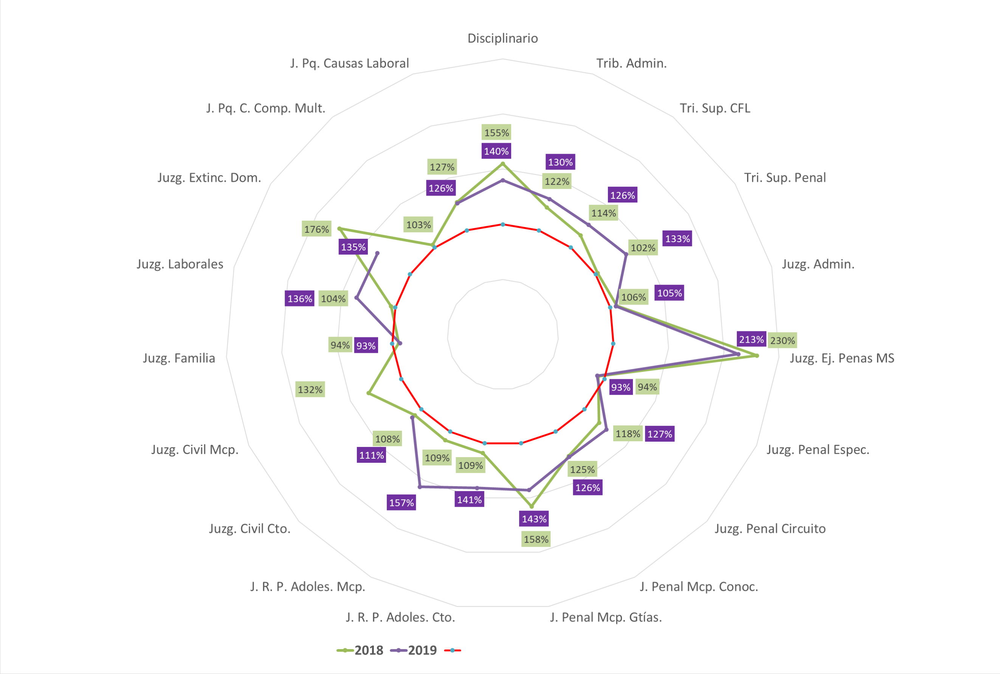 Disciplinario
J. Pq. Causas Laboral
Trib. Admin.
J. Pq. C. Comp. Mult.
Tri. Sup. CFL
155%
140%
127%
130%
126%
122%
Juzg. Extinc. Dom.
Tri. Sup. Penal
126%
114%
103%
176%
135%
102%
133%
Juzg. Laborales
Juzg. Admin.
136%
104%
106%
105%
94%
93%
213%
230%
Juzg. Familia
Juzg. Ej. Penas MS
132%
93%
94%
108%
118%
127%
Juzg. Civil Mcp.
Juzg. Penal Espec.
111%
109%
109%
125%
126%
157%
141%
143%
158%
Juzg. Civil Cto.
Juzg. Penal Circuito
J. R. P. Adoles. Mcp.
J. Penal Mcp. Conoc.
J. R. P. Adoles. Cto.
J. Penal Mcp. Gtías.
2018
2019